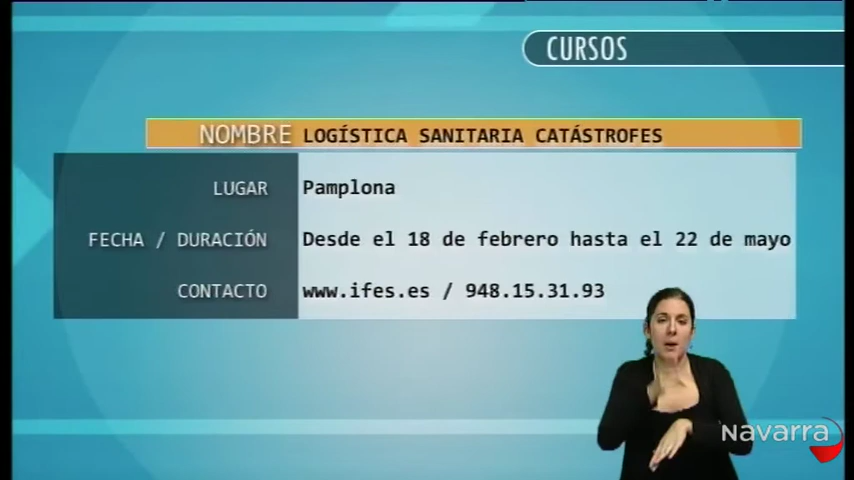 CURSOS
NOMBRE LOGÍSTICA SANITARIA CATÁSTROFES
LUGAR Pamplona
FECHA / DURACIÓN Desde el 18 de febrero hasta el 22 de mayo
CONTACTO www.ifes.es / 948.15.31.93
Navarra